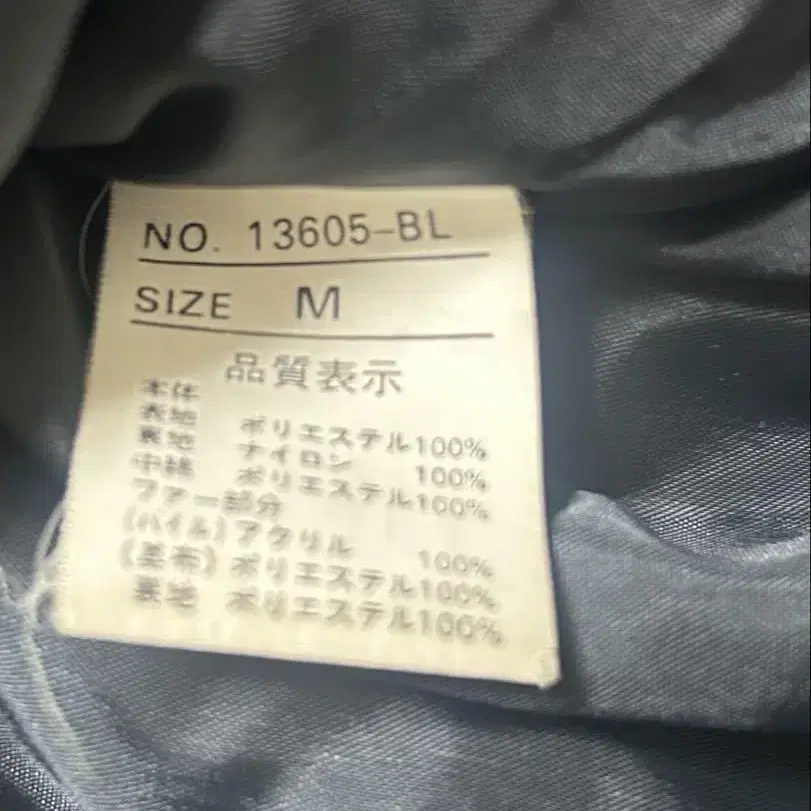 NO. 13605-BL
SIZE M
品質表示
本体
表地 ポリエステル100%
裏地 ナイロン 100%
中綿 ポリエステル100%
ファー部分
(パイル) アクリル 100%
(基布) ポリエステル100%
裏地 ポリエステル100%